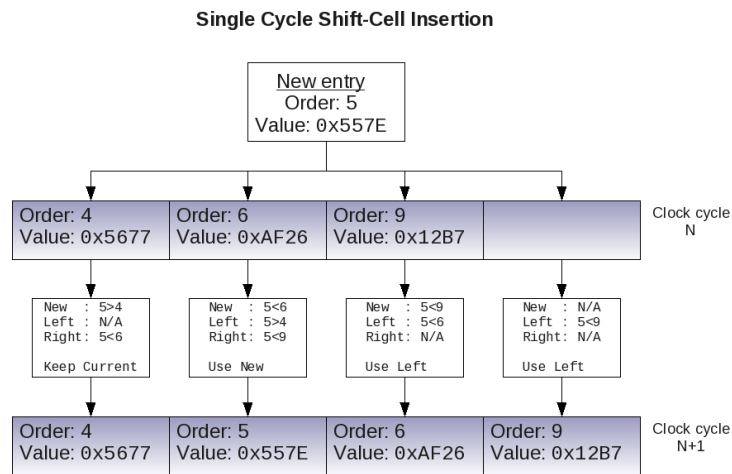 Single Cycle Shift-Cell Insertion
New entry
Order: 5
Value: 0x557E
Order: 4
Value: 0x5677
Order: 6
Value: 0xAF26
Order: 9
Value: 0x12B7
Clock cycle
N
New  : 5>4
Left : N/A
Right: 5<6
Keep Current
New  : 5<6
Left : 5>4
Right: 5<9
Use New
New  : 5<9
Left : 5<6
Right: N/A
Use Left
New  : N/A
Left : 5<9
Right: N/A
Use Left
Order: 4
Value: 0x5677
Order: 5
Value: 0x557E
Order: 6
Value: 0xAF26
Order: 9
Value: 0x12B7
Clock cycle
N+1